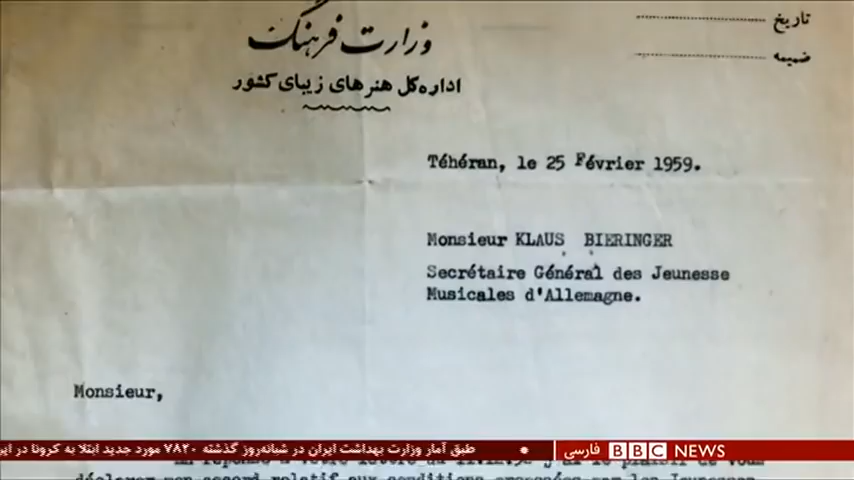 وزارت فرهنگ
اداره کل هنرهای زیبای کشور
تاریخ
ضمیمه
Téhéran, le 25 Février 1959.
Monsieur KLAUS BIERINGER
Secrétaire Général des Jeunesse
Musicales d'Allemagne.
Monsieur,
طبق آمار وزارت بهداشت ایران در شبانه‌روز گذشته ۷۸۲۰ مورد جدید ابتلا به کرونا در
BBC NEWS فارسی